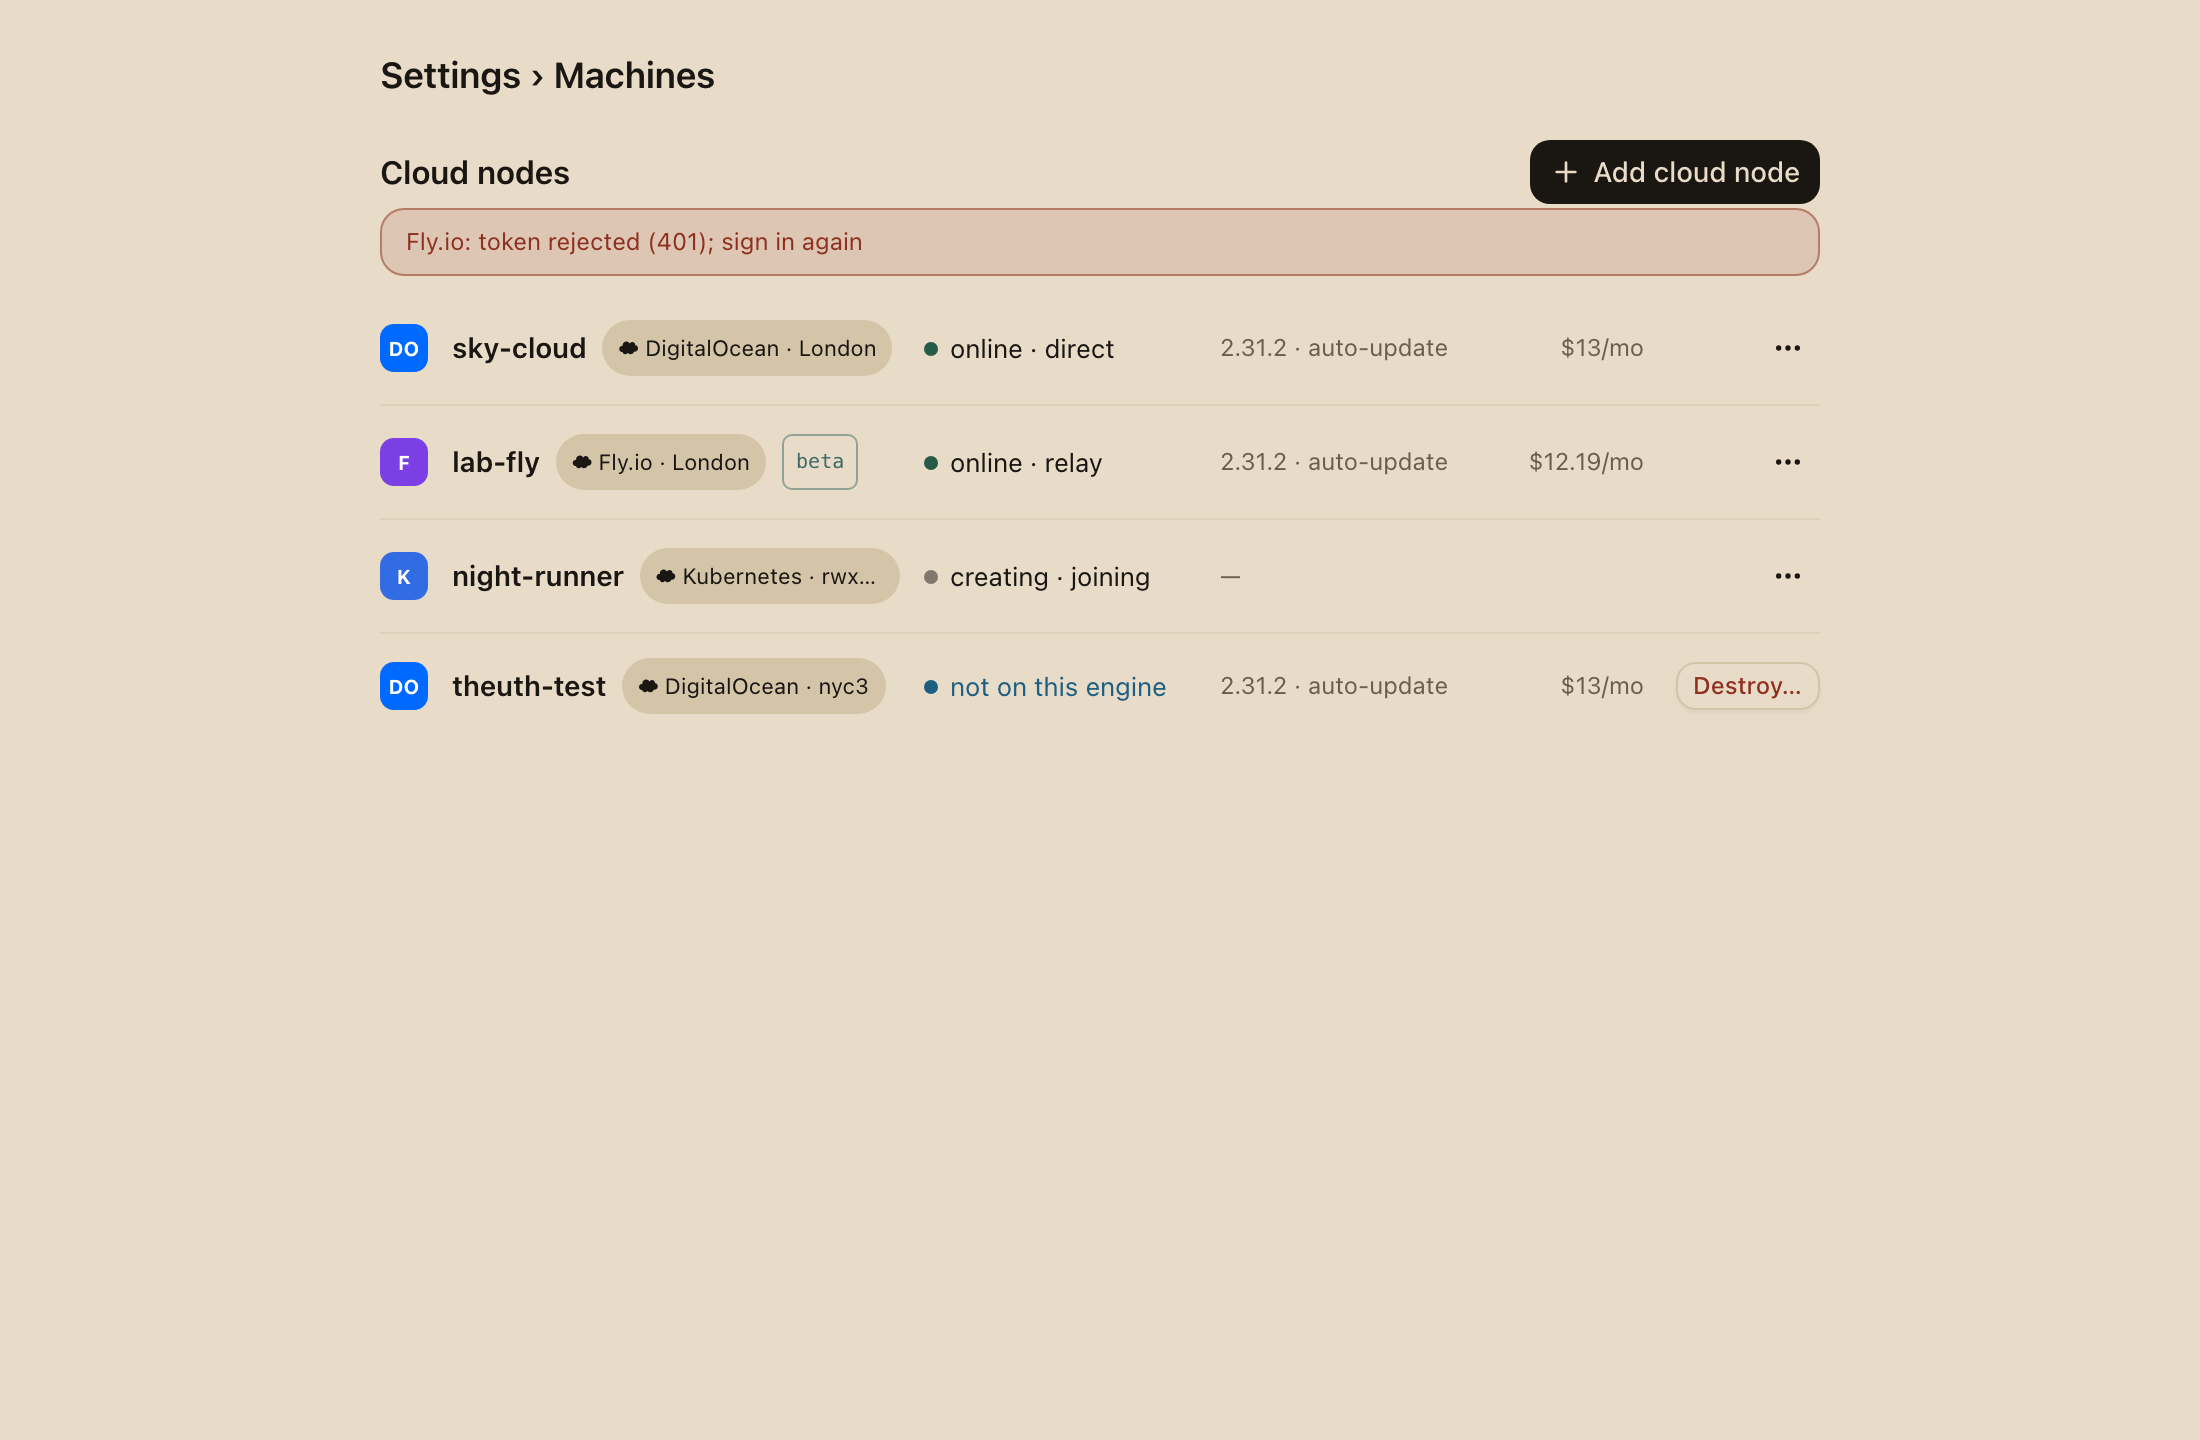 Settings › Machines
Cloud nodes
+ Add cloud node
Fly.io: token rejected (401); sign in again
DO sky-cloud DigitalOcean · London online · direct 2.31.2 · auto-update $13/mo ...
F lab-fly Fly.io · London beta online · relay 2.31.2 · auto-update $12.19/mo ...
K night-runner Kubernetes · rwx... creating · joining — ...
DO theuth-test DigitalOcean · nyc3 not on this engine 2.31.2 · auto-update $13/mo Destroy...